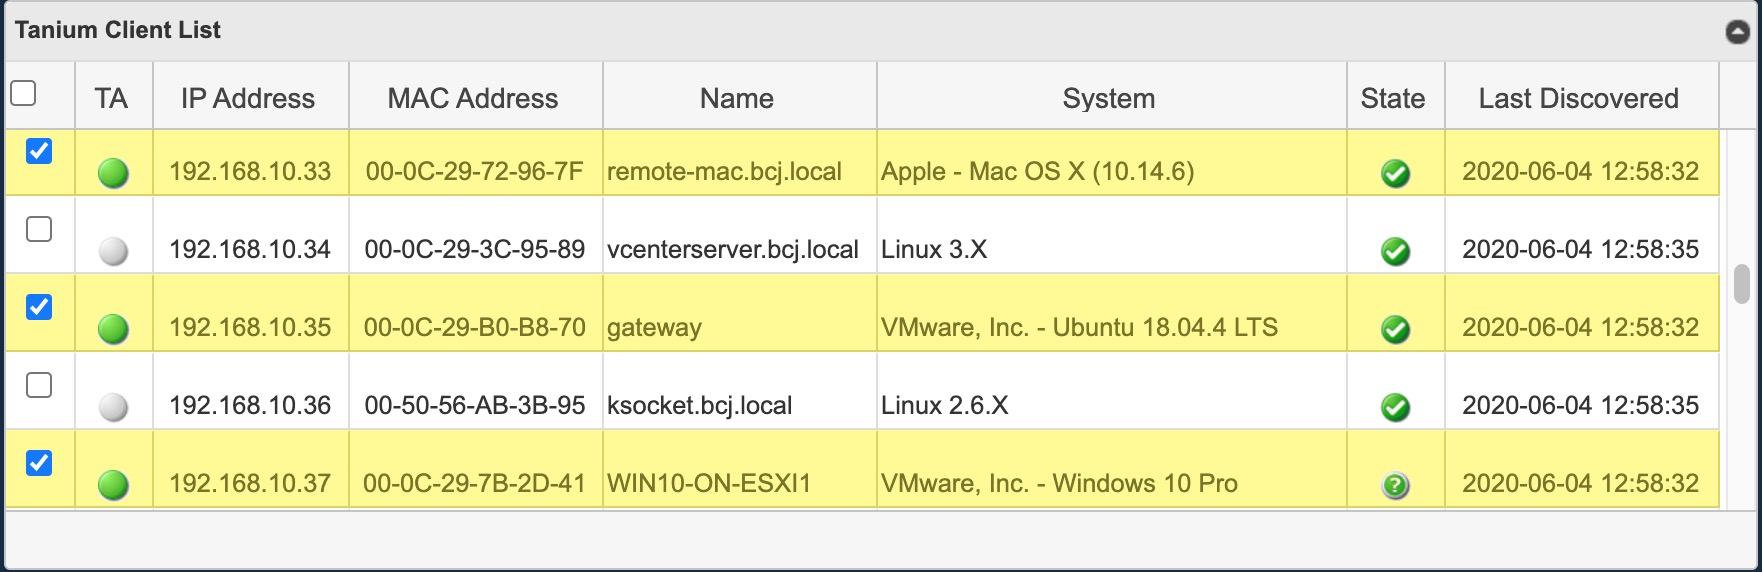 Tanium Client List
TA IP Address MAC Address Name System State Last Discovered
192.168.10.33 00-0C-29-72-96-7F remote-mac.bcj.local Apple - Mac OS X (10.14.6) 2020-06-04 12:58:32
192.168.10.34 00-0C-29-3C-95-89 vcenterserver.bcj.local Linux 3.X 2020-06-04 12:58:35
192.168.10.35 00-0C-29-B0-B8-70 gateway VMware, Inc. - Ubuntu 18.04.4 LTS 2020-06-04 12:58:32
192.168.10.36 00-50-56-AB-3B-95 ksocket.bcj.local Linux 2.6.X 2020-06-04 12:58:35
192.168.10.37 00-0C-29-7B-2D-41 WIN10-ON-ESXI1 VMware, Inc. - Windows 10 Pro ? 2020-06-04 12:58:32